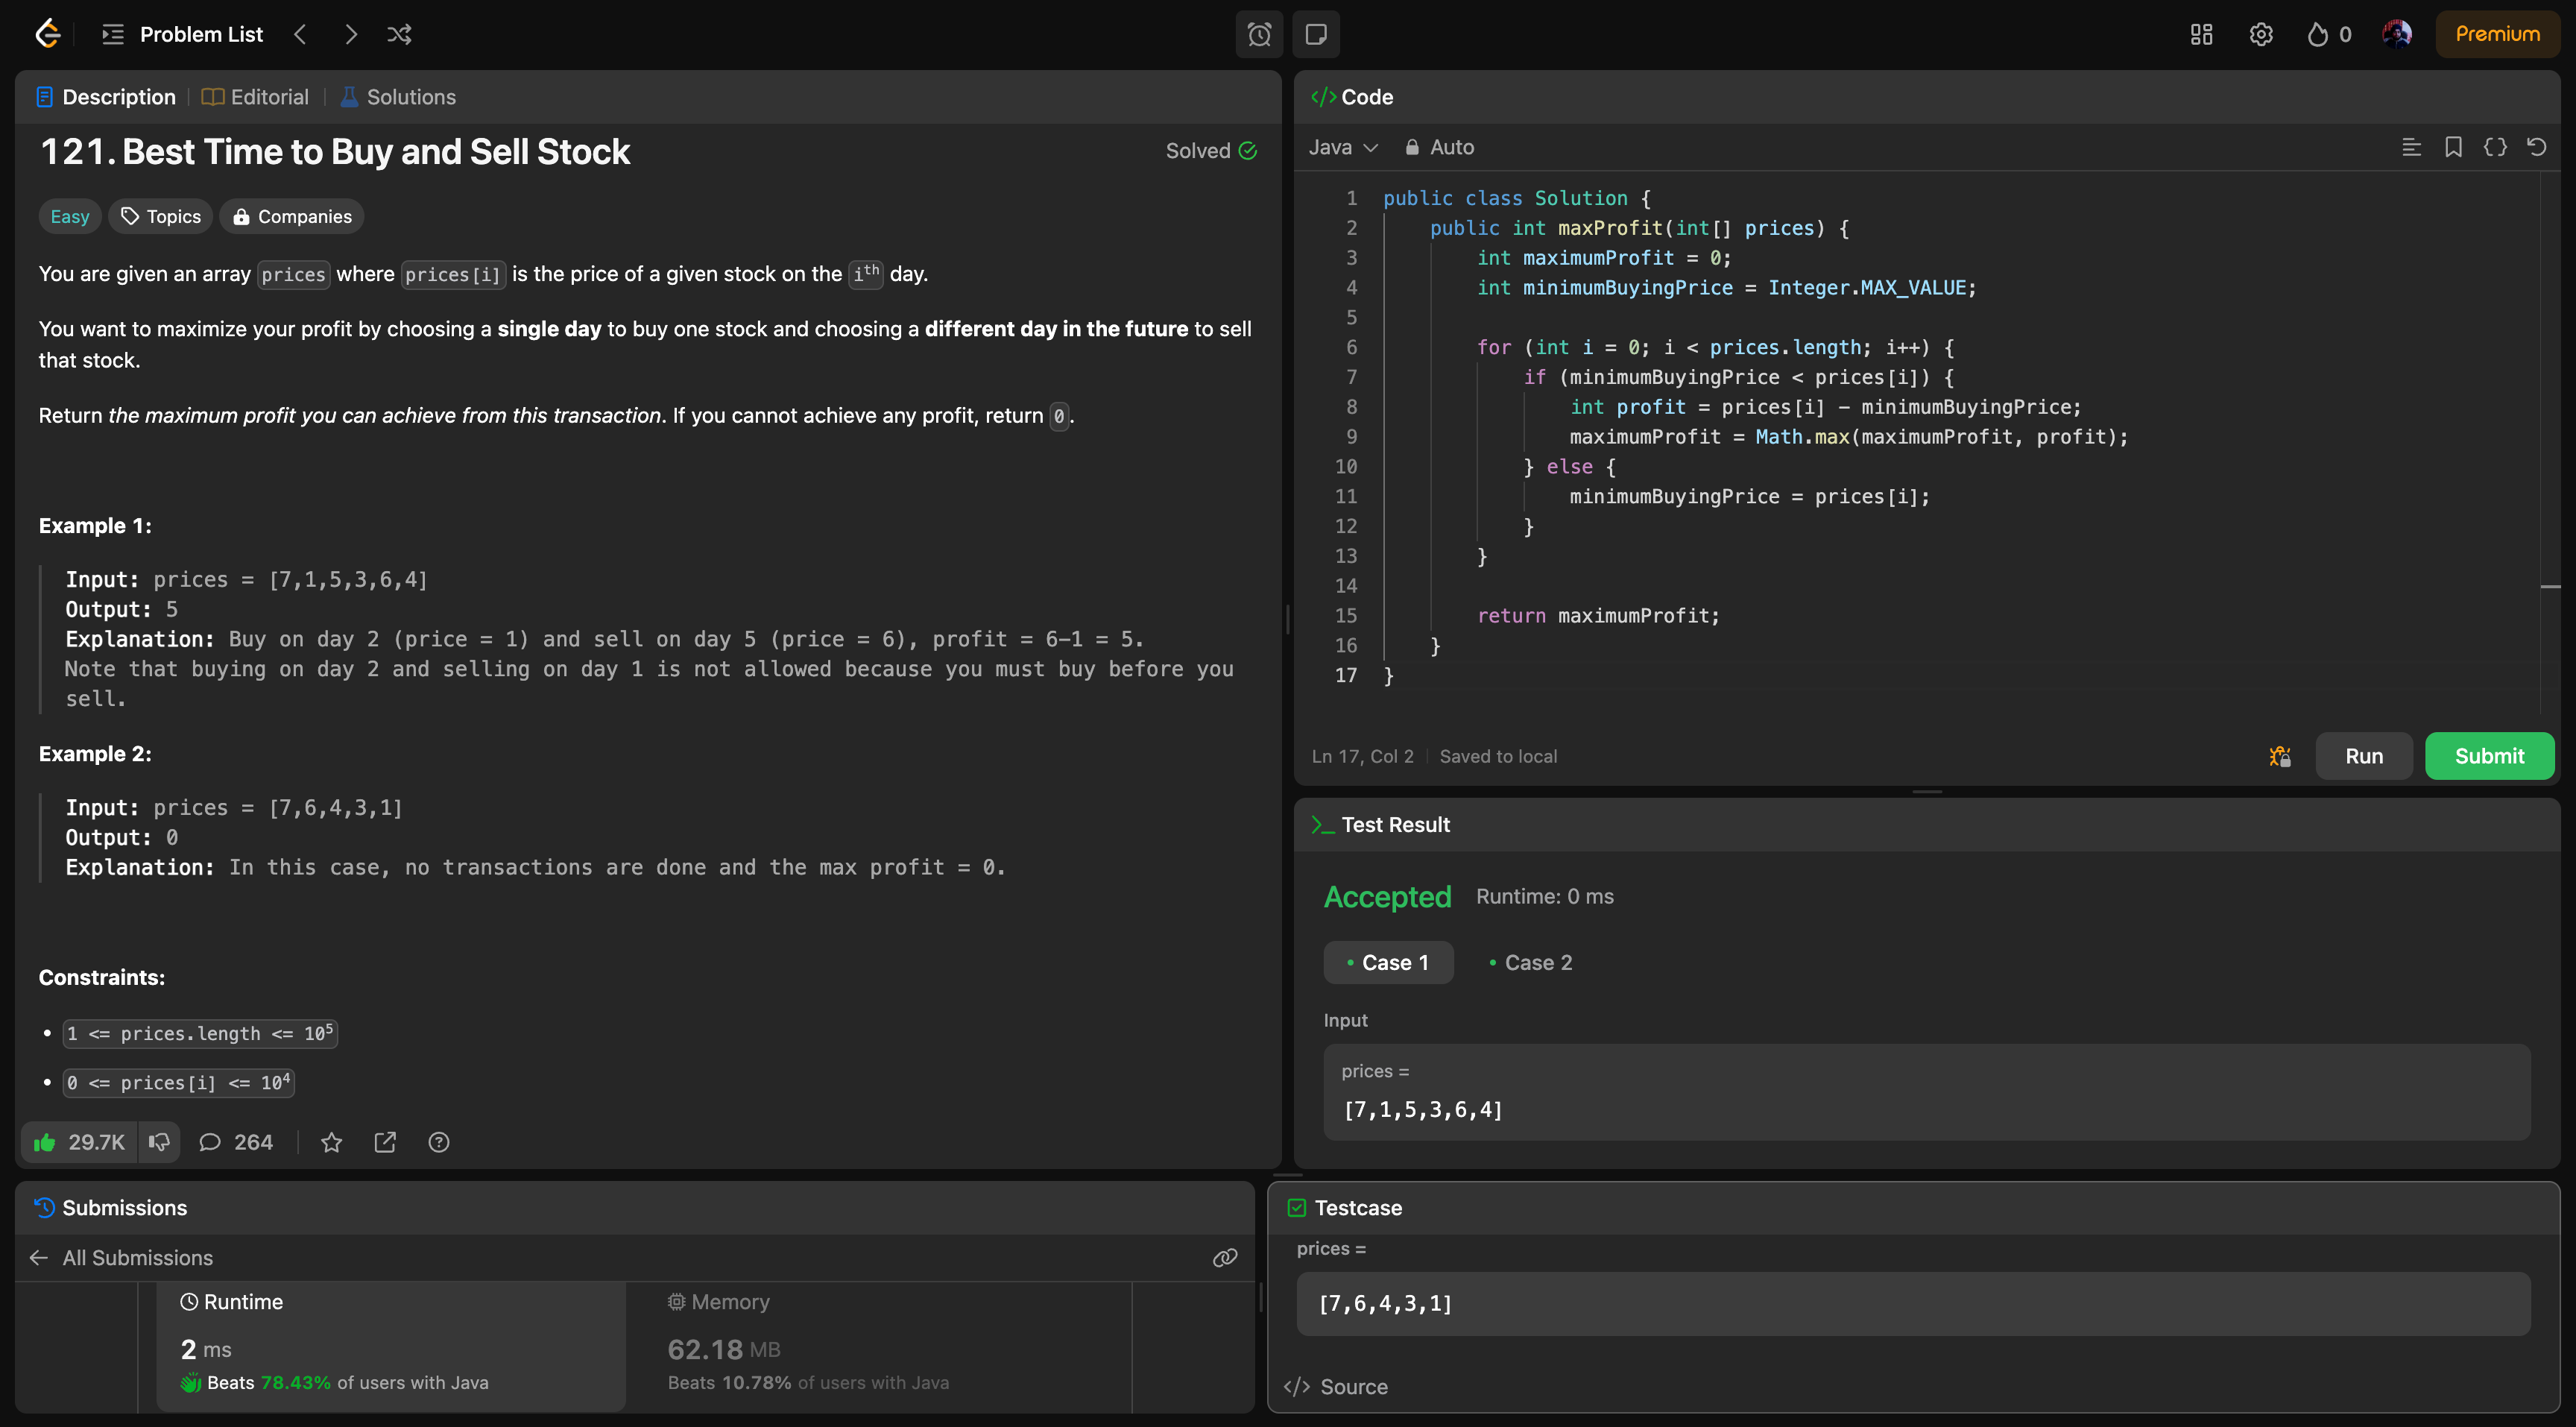 Problem List
0
Premium
Description
Editorial
Solutions
121. Best Time to Buy and Sell Stock
Solved
Easy
Topics
Companies
You are given an array prices where prices[i] is the price of a given stock on the ith day.
You want to maximize your profit by choosing a single day to buy one stock and choosing a different day in the future to sell
that stock.
Return the maximum profit you can achieve from this transaction. If you cannot achieve any profit, return 0.
Example 1:
Input: prices = [7,1,5,3,6,4]
Output: 5
Explanation: Buy on day 2 (price = 1) and sell on day 5 (price = 6), profit = 6-1 = 5.
Note that buying on day 2 and selling on day 1 is not allowed because you must buy before you
sell.
Example 2:
Input: prices = [7,6,4,3,1]
Output: 0
Explanation: In this case, no transactions are done and the max profit = 0.
Constraints:
• 1 <= prices.length <= 10⁵
• 0 <= prices[i] <= 10⁴
29.7K
264
Submissions
All Submissions
Runtime
2 ms
Beats 78.43% of users with Java
Memory
62.18 MB
Beats 10.78% of users with Java
Code
Java
Auto
1 public class Solution {
2     public int maxProfit(int[] prices) {
3         int maximumProfit = 0;
4         int minimumBuyingPrice = Integer.MAX_VALUE;
5
6         for (int i = 0; i < prices.length; i++) {
7             if (minimumBuyingPrice < prices[i]) {
8                 int profit = prices[i] - minimumBuyingPrice;
9                 maximumProfit = Math.max(maximumProfit, profit);
10             } else {
11                 minimumBuyingPrice = prices[i];
12             }
13         }
14
15         return maximumProfit;
16     }
17 }
Ln 17, Col 2
Saved to local
Run
Submit
Test Result
Accepted
Runtime: 0 ms
• Case 1
• Case 2
Input
prices =
[7,1,5,3,6,4]
Testcase
prices =
[7,6,4,3,1]
Source